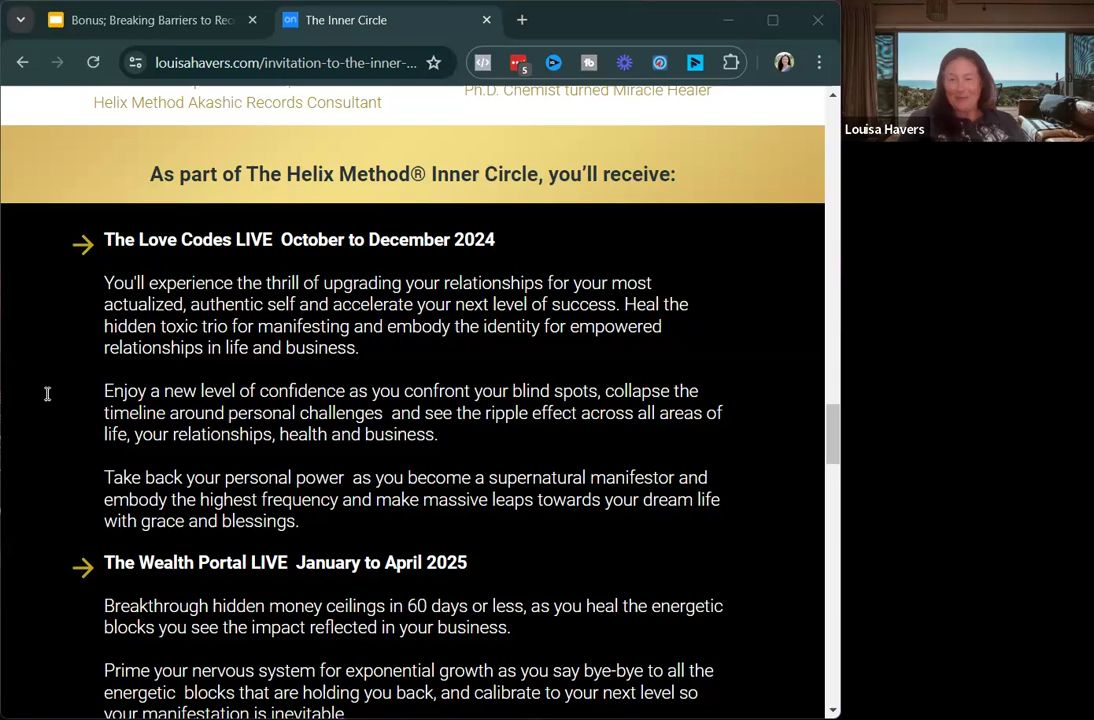 Bonus; Breaking Barriers to Rec
The Inner Circle
louisahavers.com/invitation-to-the-inner-...
5
Louisa Havers
Helix Method Akashic Records Consultant
Ph.D. Chemist turned Miracle Healer
As part of The Helix Method® Inner Circle, you'll receive:
The Love Codes LIVE October to December 2024
You'll experience the thrill of upgrading your relationships for your most
actualized, authentic self and accelerate your next level of success. Heal the
hidden toxic trio for manifesting and embody the identity for empowered
relationships in life and business.
Enjoy a new level of confidence as you confront your blind spots, collapse the
timeline around personal challenges and see the ripple effect across all areas of
life, your relationships, health and business.
Take back your personal power as you become a supernatural manifestor and
embody the highest frequency and make massive leaps towards your dream life
with grace and blessings.
The Wealth Portal LIVE January to April 2025
Breakthrough hidden money ceilings in 60 days or less, as you heal the energetic
blocks you see the impact reflected in your business.
Prime your nervous system for exponential growth as you say bye-bye to all the
energetic blocks that are holding you back, and calibrate to your next level so
your manifestation is inevitable